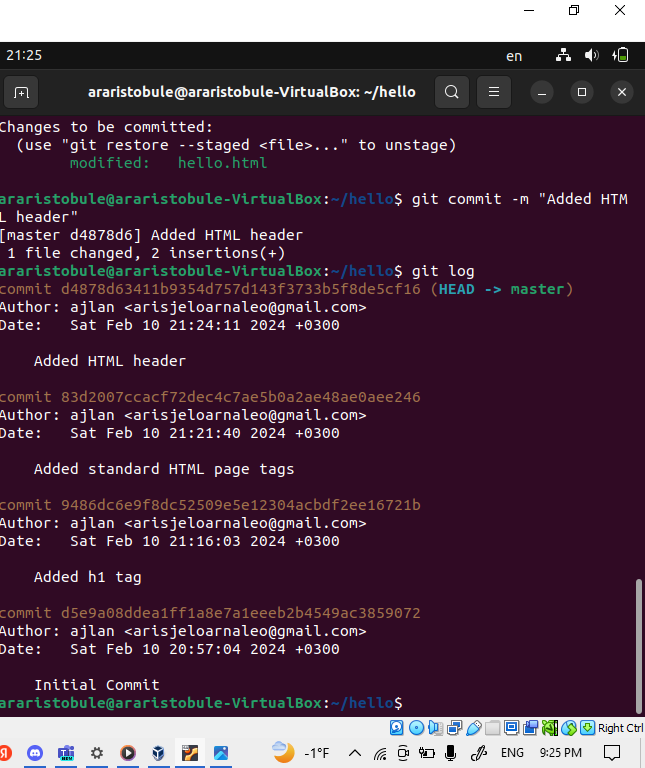 21:25
en
araristobule@araristobule-VirtualBox: ~/hello
Changes to be committed:
  (use "git restore --staged <file>..." to unstage)
        modified:   hello.html
araristobule@araristobule-VirtualBox:~/hello$ git commit -m "Added HTM
L header"
[master d4878d6] Added HTML header
 1 file changed, 2 insertions(+)
araristobule@araristobule-VirtualBox:~/hello$ git log
commit d4878d63411b9354d757d143f3733b5f8de5cf16 (HEAD -> master)
Author: ajlan <arisjeloarnaleo@gmail.com>
Date:   Sat Feb 10 21:24:11 2024 +0300
    Added HTML header
commit 83d2007ccacf72dec4c7ae5b0a2ae48ae0aee246
Author: ajlan <arisjeloarnaleo@gmail.com>
Date:   Sat Feb 10 21:21:40 2024 +0300
    Added standard HTML page tags
commit 9486dc6e9f8dc52509e5e12304acbdf2ee16721b
Author: ajlan <arisjeloarnaleo@gmail.com>
Date:   Sat Feb 10 21:16:03 2024 +0300
    Added h1 tag
commit d5e9a08ddea1ff1a8e7a1eeeb2b4549ac3859072
Author: ajlan <arisjeloarnaleo@gmail.com>
Date:   Sat Feb 10 20:57:04 2024 +0300
    Initial Commit
araristobule@araristobule-VirtualBox:~/hello$
Right Ctrl
-1°F
ENG
9:25 PM